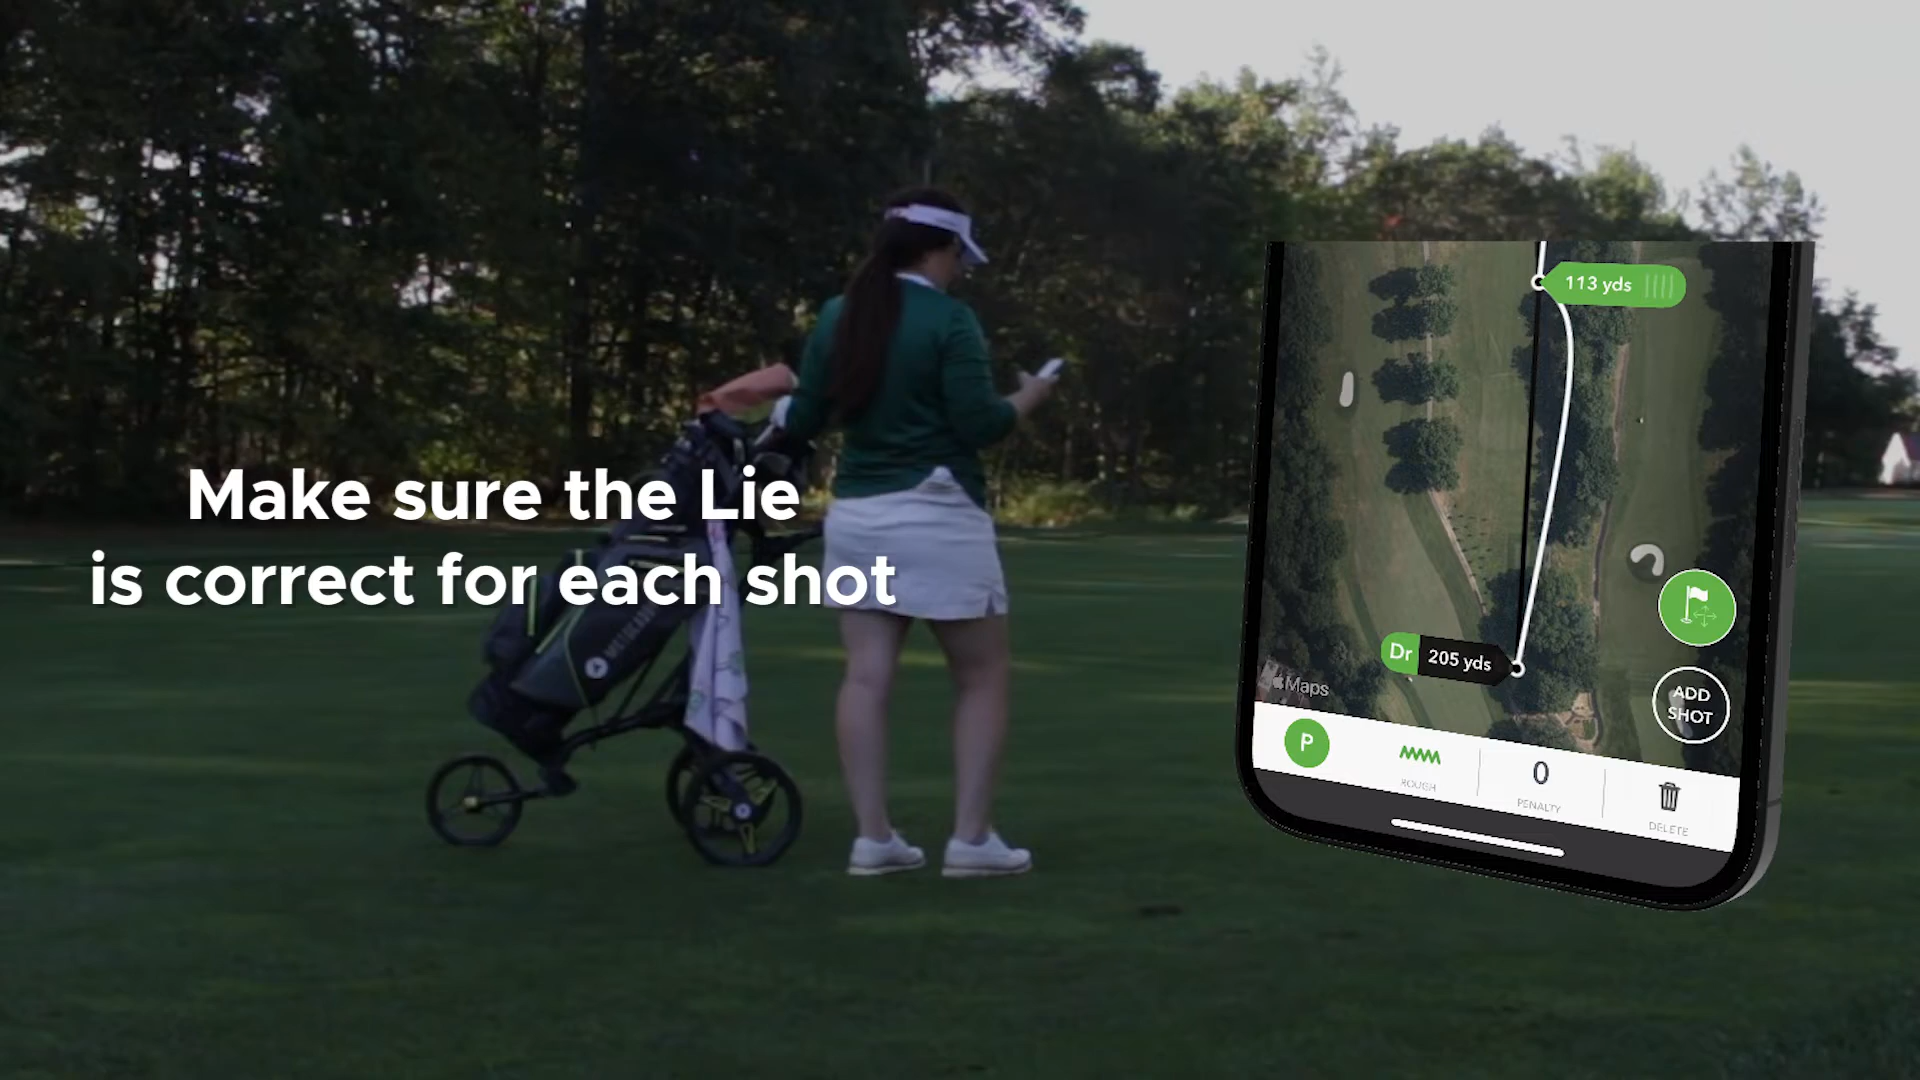 Make sure the Lie
is correct for each shot
113 yds
Dr 205 yds
Maps
ADD
SHOT
P
ROUGH
0
PENALTY
DELETE